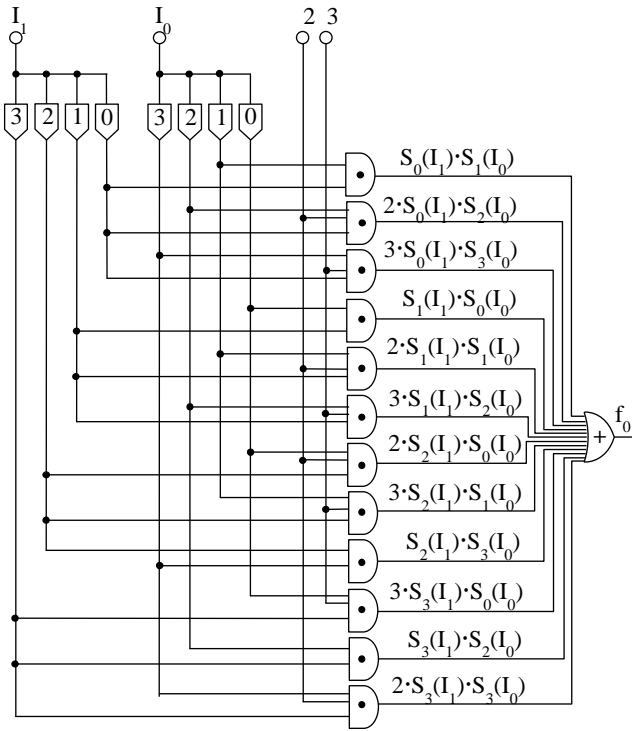 I₁ I₀ 2 3
3 2 1 0 3 2 1 0
S₀(I₁)·S₁(I₀)
2·S₀(I₁)·S₂(I₀)
3·S₀(I₁)·S₃(I₀)
S₁(I₁)·S₀(I₀)
2·S₁(I₁)·S₁(I₀)
3·S₁(I₁)·S₂(I₀)
f₀
+
2·S₂(I₁)·S₀(I₀)
3·S₂(I₁)·S₁(I₀)
S₂(I₁)·S₃(I₀)
3·S₃(I₁)·S₀(I₀)
S₃(I₁)·S₂(I₀)
2·S₃(I₁)·S₃(I₀)